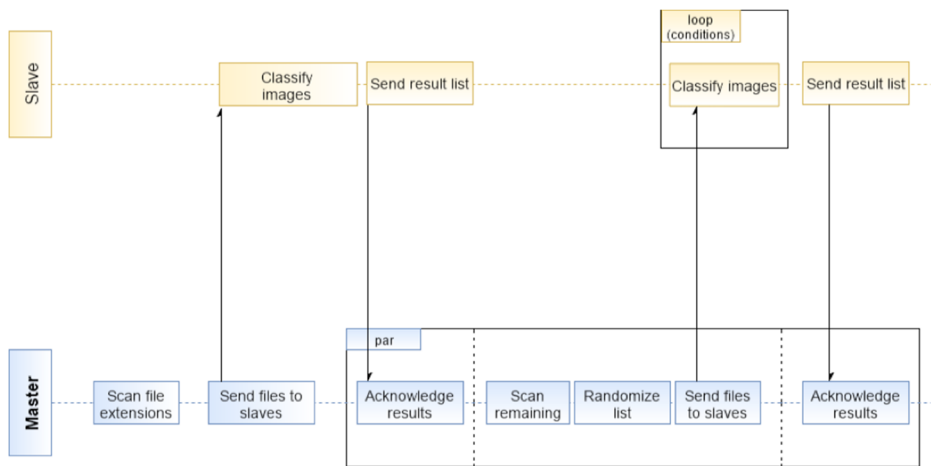 loop
(conditions)
Slave
Classify
images
Send result list
Classify images
Send result list
par
Master
Scan file
extensions
Send files to
slaves
Acknowledge
results
Scan
remaining
Randomize
list
Send files
to slaves
Acknowledge
results